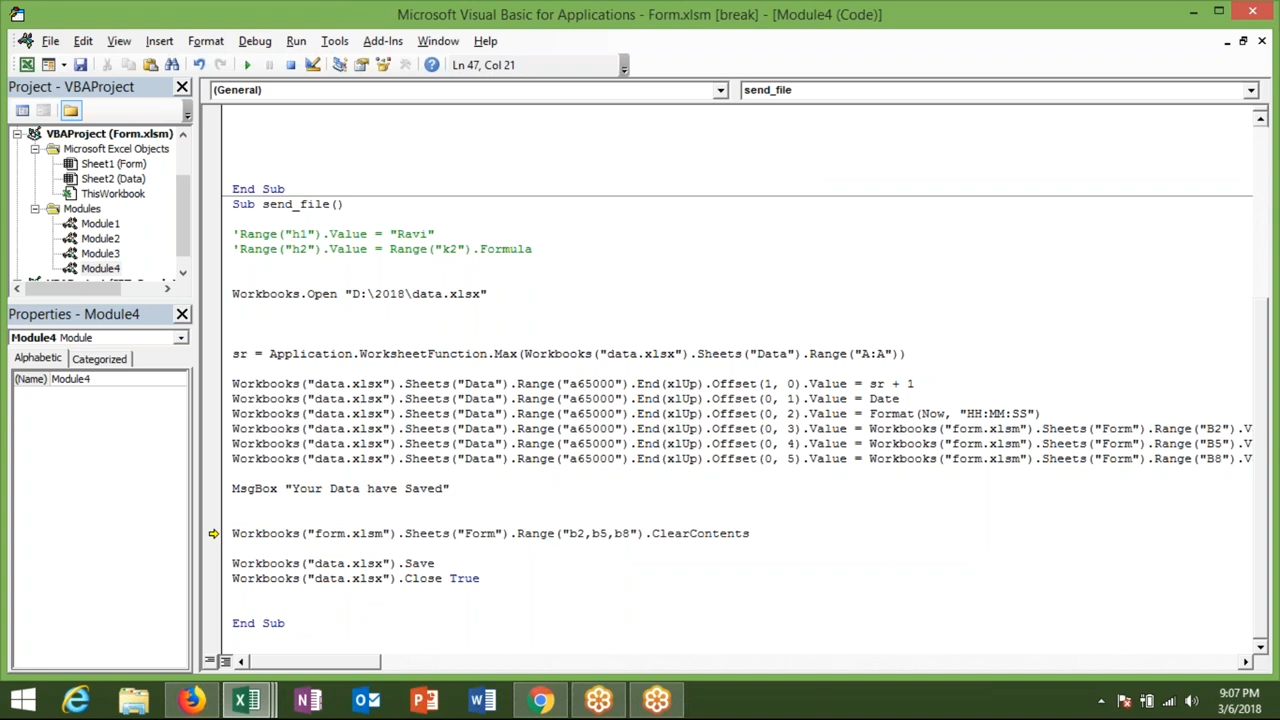 Microsoft Visual Basic for Applications - Form.xlsm [break] - [Module4 (Code)]
File Edit View Insert Format Debug Run Tools Add-Ins Window Help
Ln 47, Col 21
Project - VBAProject
(General)
send_file
VBAProject (Form.xlsm)
Microsoft Excel Objects
Sheet1 (Form)
Sheet2 (Data)
ThisWorkbook
Modules
Module1
Module2
Module3
Module4
Properties - Module4
Module4 Module
Alphabetic Categorized
(Name) Module4
End Sub
Sub send_file()
'Range("h1").Value = "Ravi"
'Range("h2").Value = Range("k2").Formula
Workbooks.Open "D:\2018\data.xlsx"
sr = Application.WorksheetFunction.Max(Workbooks("data.xlsx").Sheets("Data").Range("A:A"))
Workbooks("data.xlsx").Sheets("Data").Range("a65000").End(xlUp).Offset(1, 0).Value = sr + 1
Workbooks("data.xlsx").Sheets("Data").Range("a65000").End(xlUp).Offset(0, 1).Value = Date
Workbooks("data.xlsx").Sheets("Data").Range("a65000").End(xlUp).Offset(0, 2).Value = Format(Now, "HH:MM:SS")
Workbooks("data.xlsx").Sheets("Data").Range("a65000").End(xlUp).Offset(0, 3).Value = Workbooks("form.xlsm").Sheets("Form").Range("B2").V
Workbooks("data.xlsx").Sheets("Data").Range("a65000").End(xlUp).Offset(0, 4).Value = Workbooks("form.xlsm").Sheets("Form").Range("B5").V
Workbooks("data.xlsx").Sheets("Data").Range("a65000").End(xlUp).Offset(0, 5).Value = Workbooks("form.xlsm").Sheets("Form").Range("B8").V
MsgBox "Your Data have Saved"
Workbooks("form.xlsm").Sheets("Form").Range("b2,b5,b8").ClearContents
Workbooks("data.xlsx").Save
Workbooks("data.xlsx").Close True
End Sub
9:07 PM
3/6/2018